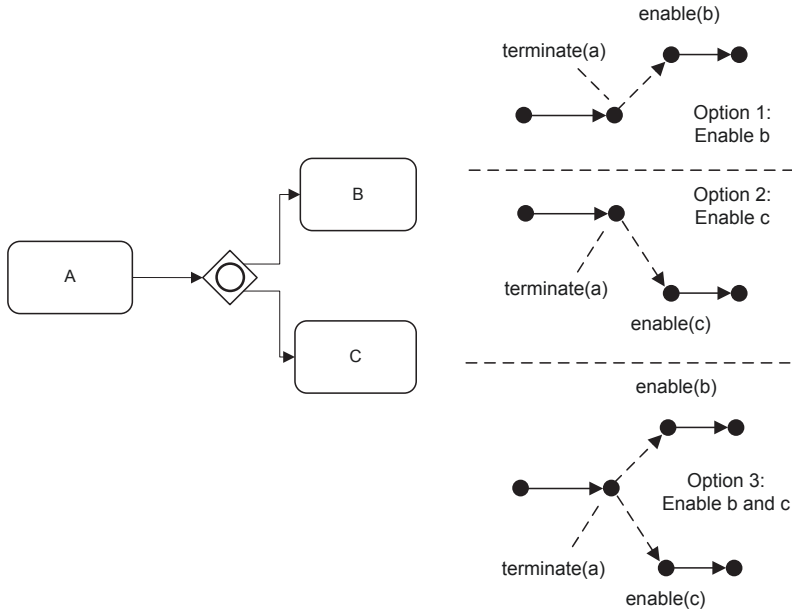 A
B
C
enable(b)
terminate(a)
Option 1:
Enable b
Option 2:
Enable c
terminate(a)
enable(c)
enable(b)
Option 3:
Enable b and c
terminate(a)
enable(c)